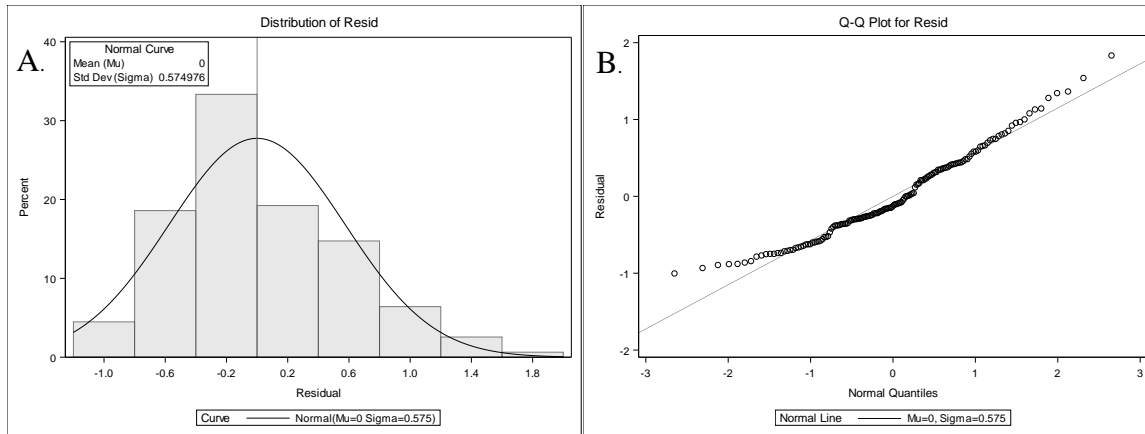 A.
Distribution of Resid
Normal Curve
Mean (Mu) 0
Std Dev (Sigma) 0.574976
40
30
20
10
0
Percent
-1.0 -0.6 -0.2 0.2 0.6 1.0 1.4 1.8
Residual
Curve Normal(Mu=0 Sigma=0.575)
B.
Q-Q Plot for Resid
2
1
0
-1
-2
Residual
-3 -2 -1 0 1 2 3
Normal Quantiles
Normal Line Mu=0, Sigma=0.575